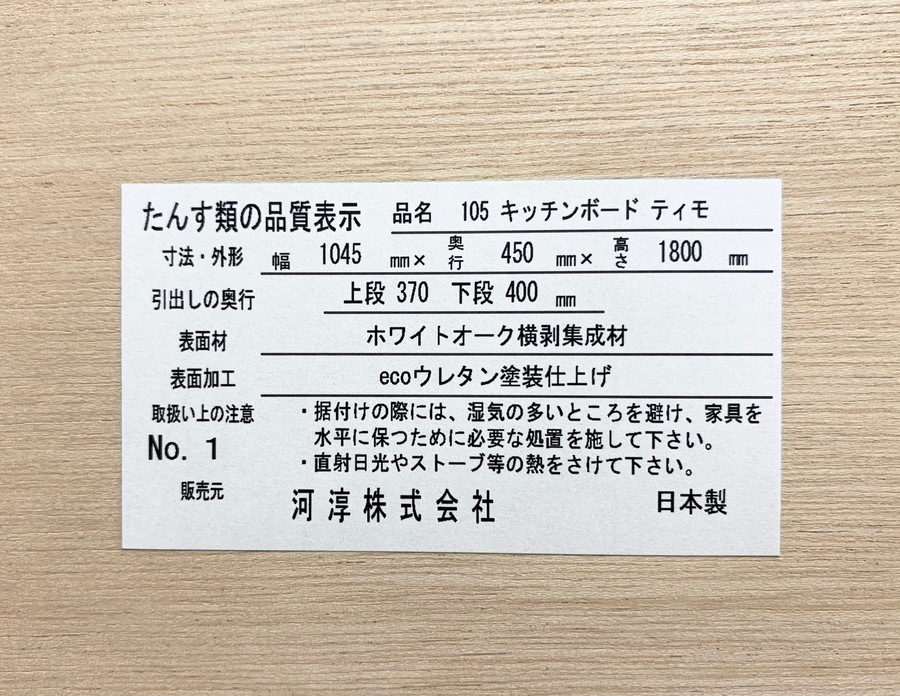 たんす類の品質表示 品名 105 キッチンボード ティモ
寸法・外形 幅 1045 mm× 奥行 450 mm× 高さ 1800 mm
引出しの奥行 上段 370 下段 400 mm
表面材 ホワイトオーク横剥集成材
表面加工 ecoウレタン塗装仕上げ
取扱い上の注意 ・据付けの際には、湿気の多いところを避け、家具を
水平に保つために必要な処置を施して下さい。
No. 1 ・直射日光やストーブ等の熱をさけて下さい。
販売元 河淳株式会社 日本製